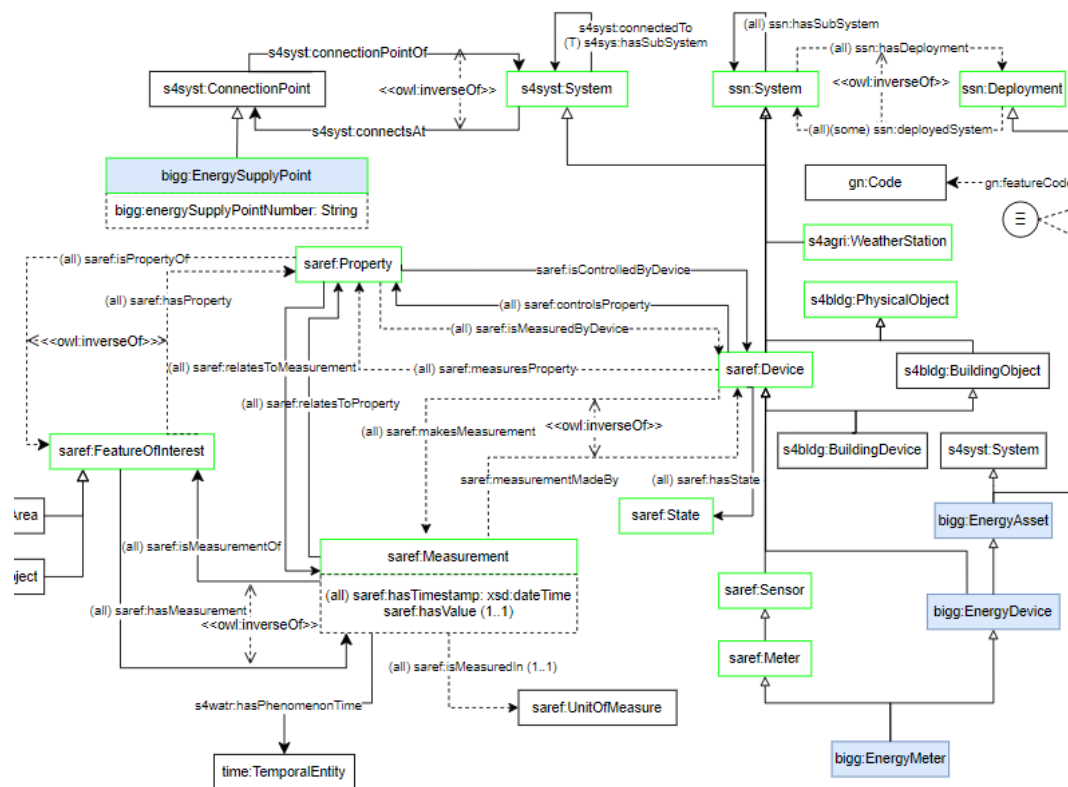 s4syst:connectedTo
(T) s4sys:hasSubSystem
(all) ssn:hasSubSystem
s4syst:connectionPointOf
(all) ssn:hasDeployment
s4syst:ConnectionPoint
<<owl:inverseOf>>
s4syst:System
ssn:System
<<owl:inverseOf>>
ssn:Deployment
s4syst:connectsAt
(all)(some) ssn:deployedSystem
bigg:EnergySupplyPoint
bigg:energySupplyPointNumber: String
gn:Code
gn:featureCode
s4agri:WeatherStation
(all) saref:isPropertyOf
saref:Property
saref:isControlledByDevice
(all) saref:hasProperty
(all) saref:controlsProperty
s4bldg:PhysicalObject
(all) saref:isMeasuredByDevice
<<owl:inverseOf>>
(all) saref:relatesToMeasurement
(all) saref:measuresProperty
saref:Device
s4bldg:BuildingObject
(all) saref:relatesToProperty
(all) saref:makesMeasurement
<<owl:inverseOf>>
saref:FeatureOfInterest
s4bldg:BuildingDevice
s4syst:System
saref:measurementMadeBy
(all) saref:hasState
Area
saref:State
bigg:EnergyAsset
(all) saref:isMeasurementOf
saref:Measurement
ject
(all) saref:hasTimestamp: xsd:dateTime
saref:hasValue (1..1)
saref:Sensor
(all) saref:hasMeasurement
<<owl:inverseOf>>
bigg:EnergyDevice
saref:Meter
(all) saref:isMeasuredIn (1..1)
s4watr:hasPhenomenonTime
saref:UnitOfMeasure
bigg:EnergyMeter
time:TemporalEntity